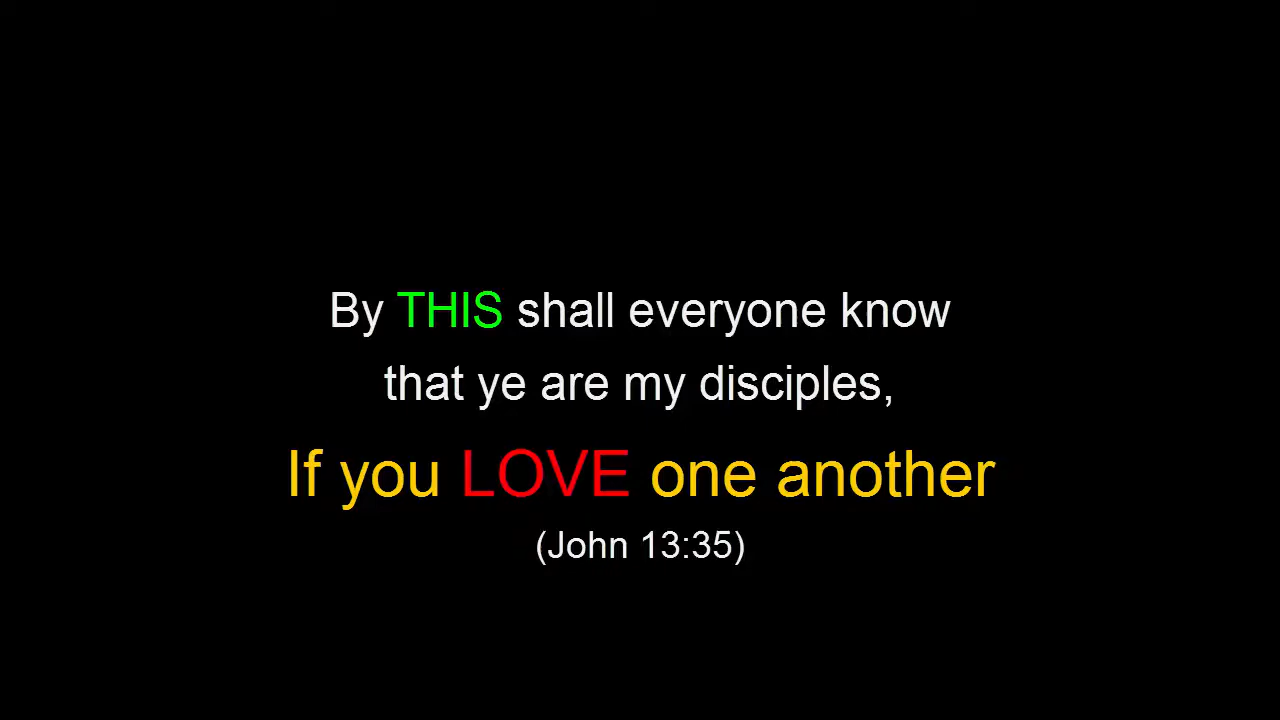 By THIS shall everyone know
that ye are my disciples,
If you LOVE one another
(John 13:35)